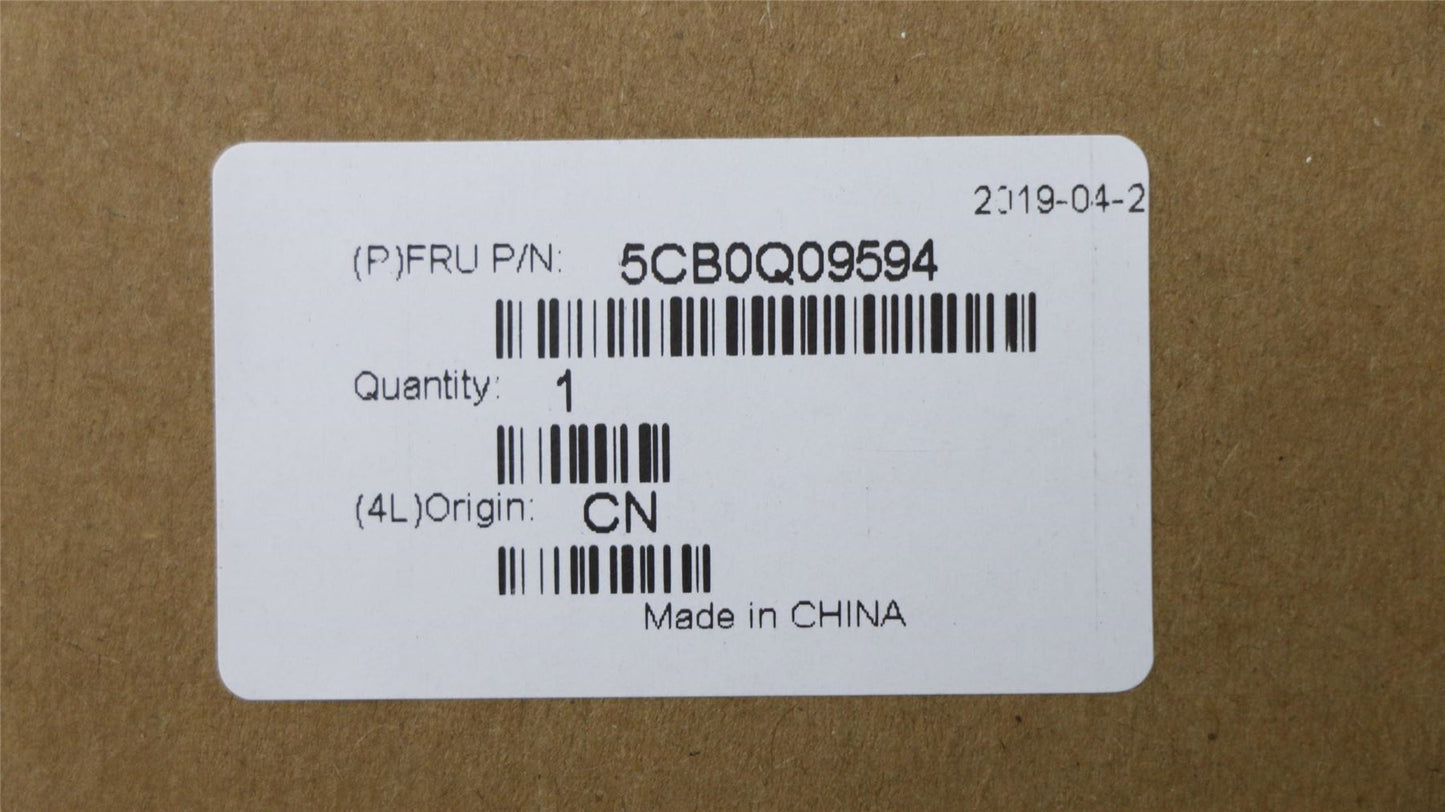 2019-04-2
(P)FRU P/N: 5CB0Q09594
Quantity: 1
(4L)Origin: CN
Made in CHINA